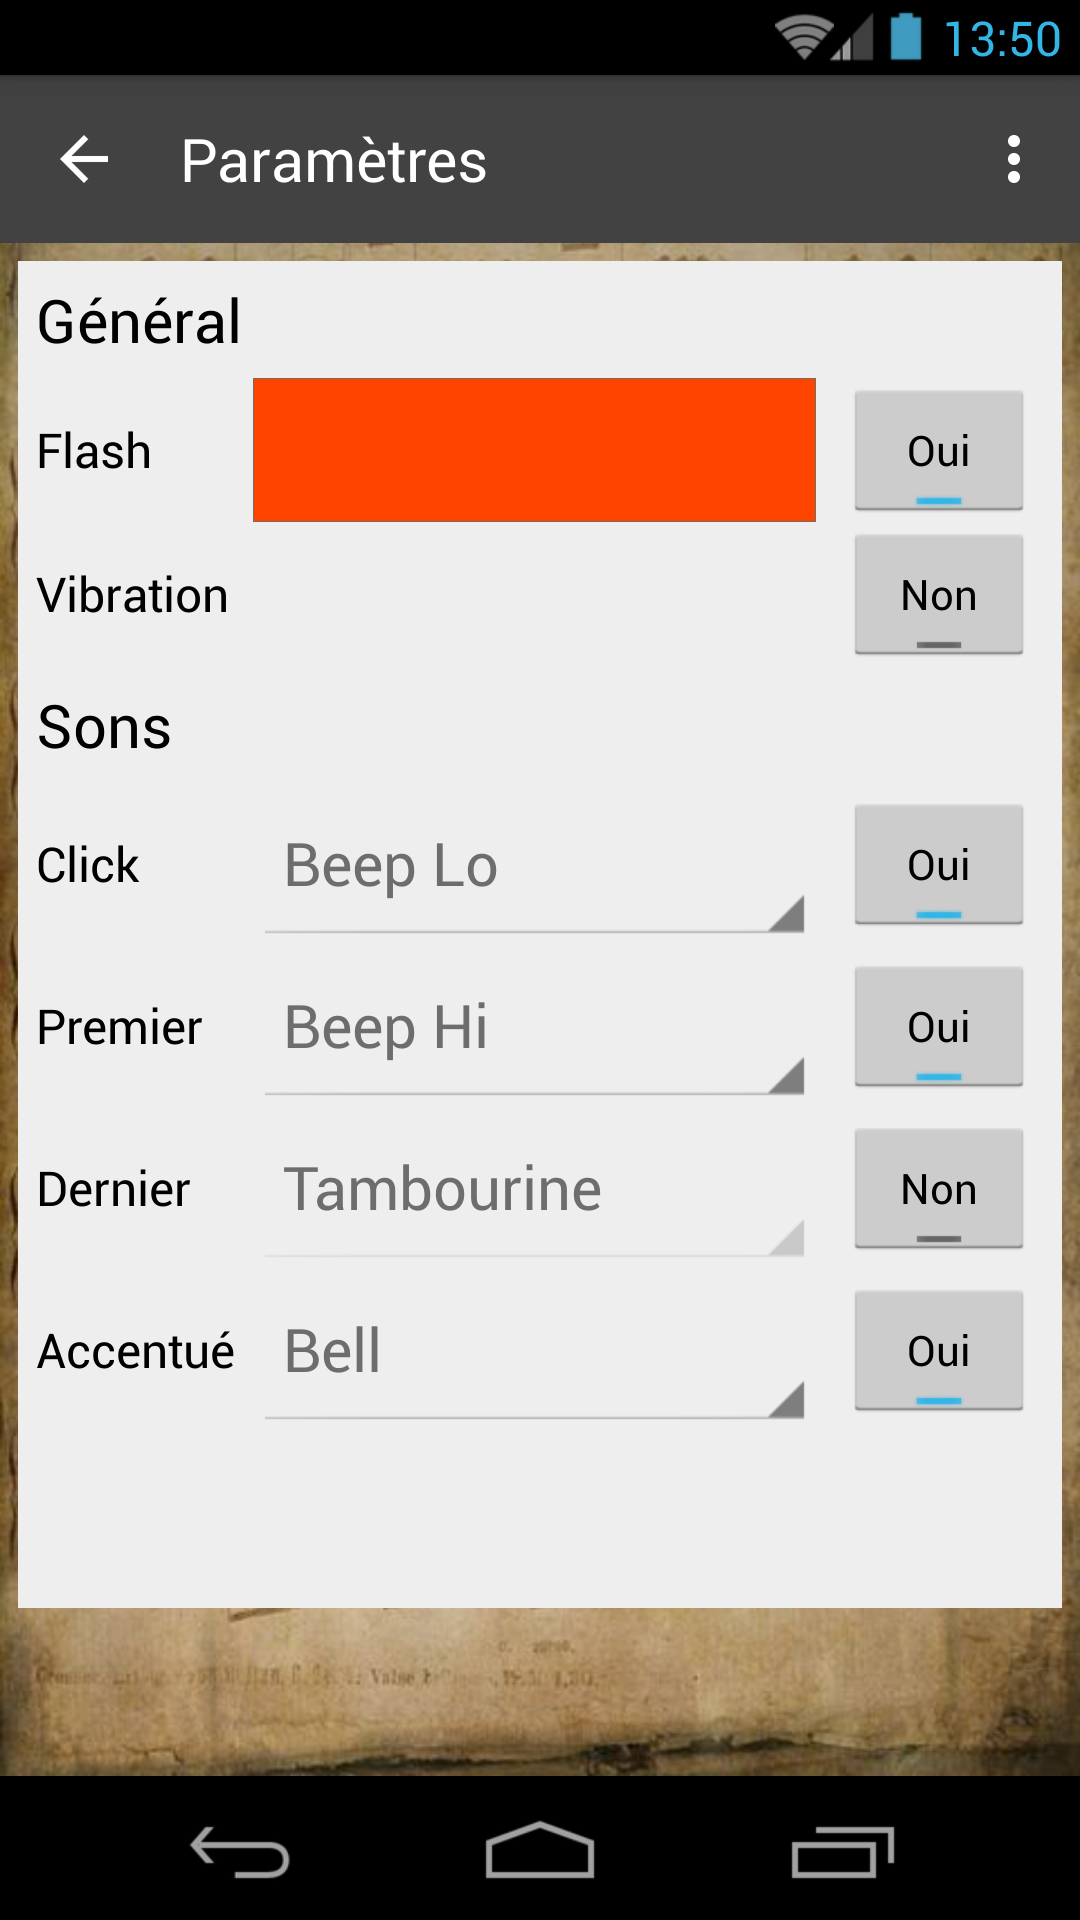 13:50
Paramètres
Général
Flash Oui
Vibration Non
Sons
Click Beep Lo Oui
Premier Beep Hi Oui
Dernier Tambourine Non
Accentué Bell Oui